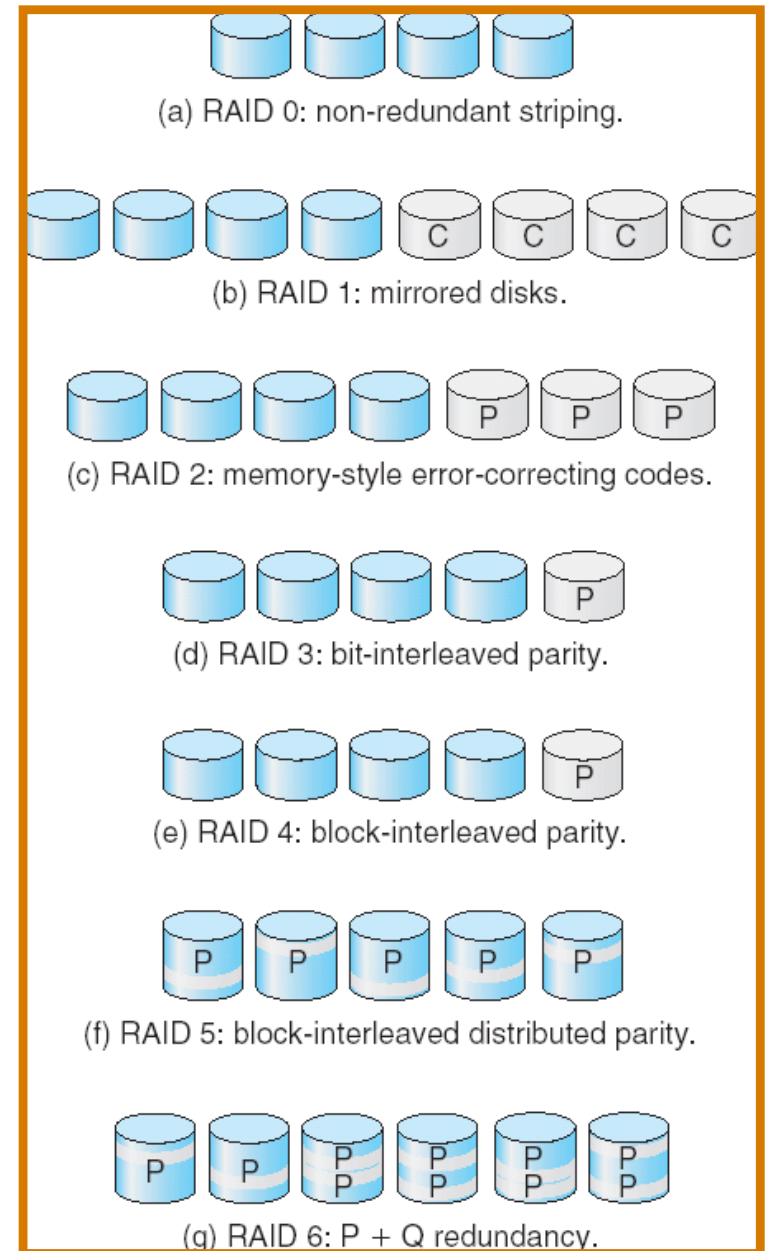 (a) RAID 0: non-redundant striping.
C C C C
(b) RAID 1: mirrored disks.
P P P
(c) RAID 2: memory-style error-correcting codes.
P
(d) RAID 3: bit-interleaved parity.
P
(e) RAID 4: block-interleaved parity.
P P P P P
(f) RAID 5: block-interleaved distributed parity.
P P P P P P
P P P P
(g) RAID 6: P + Q redundancy.